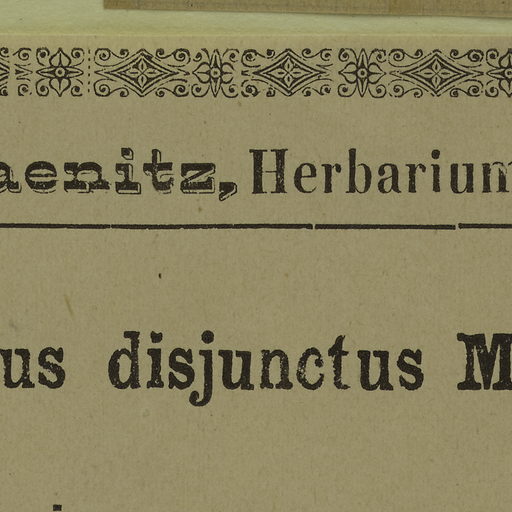 aenitz, Herbarium
us disjunctus M